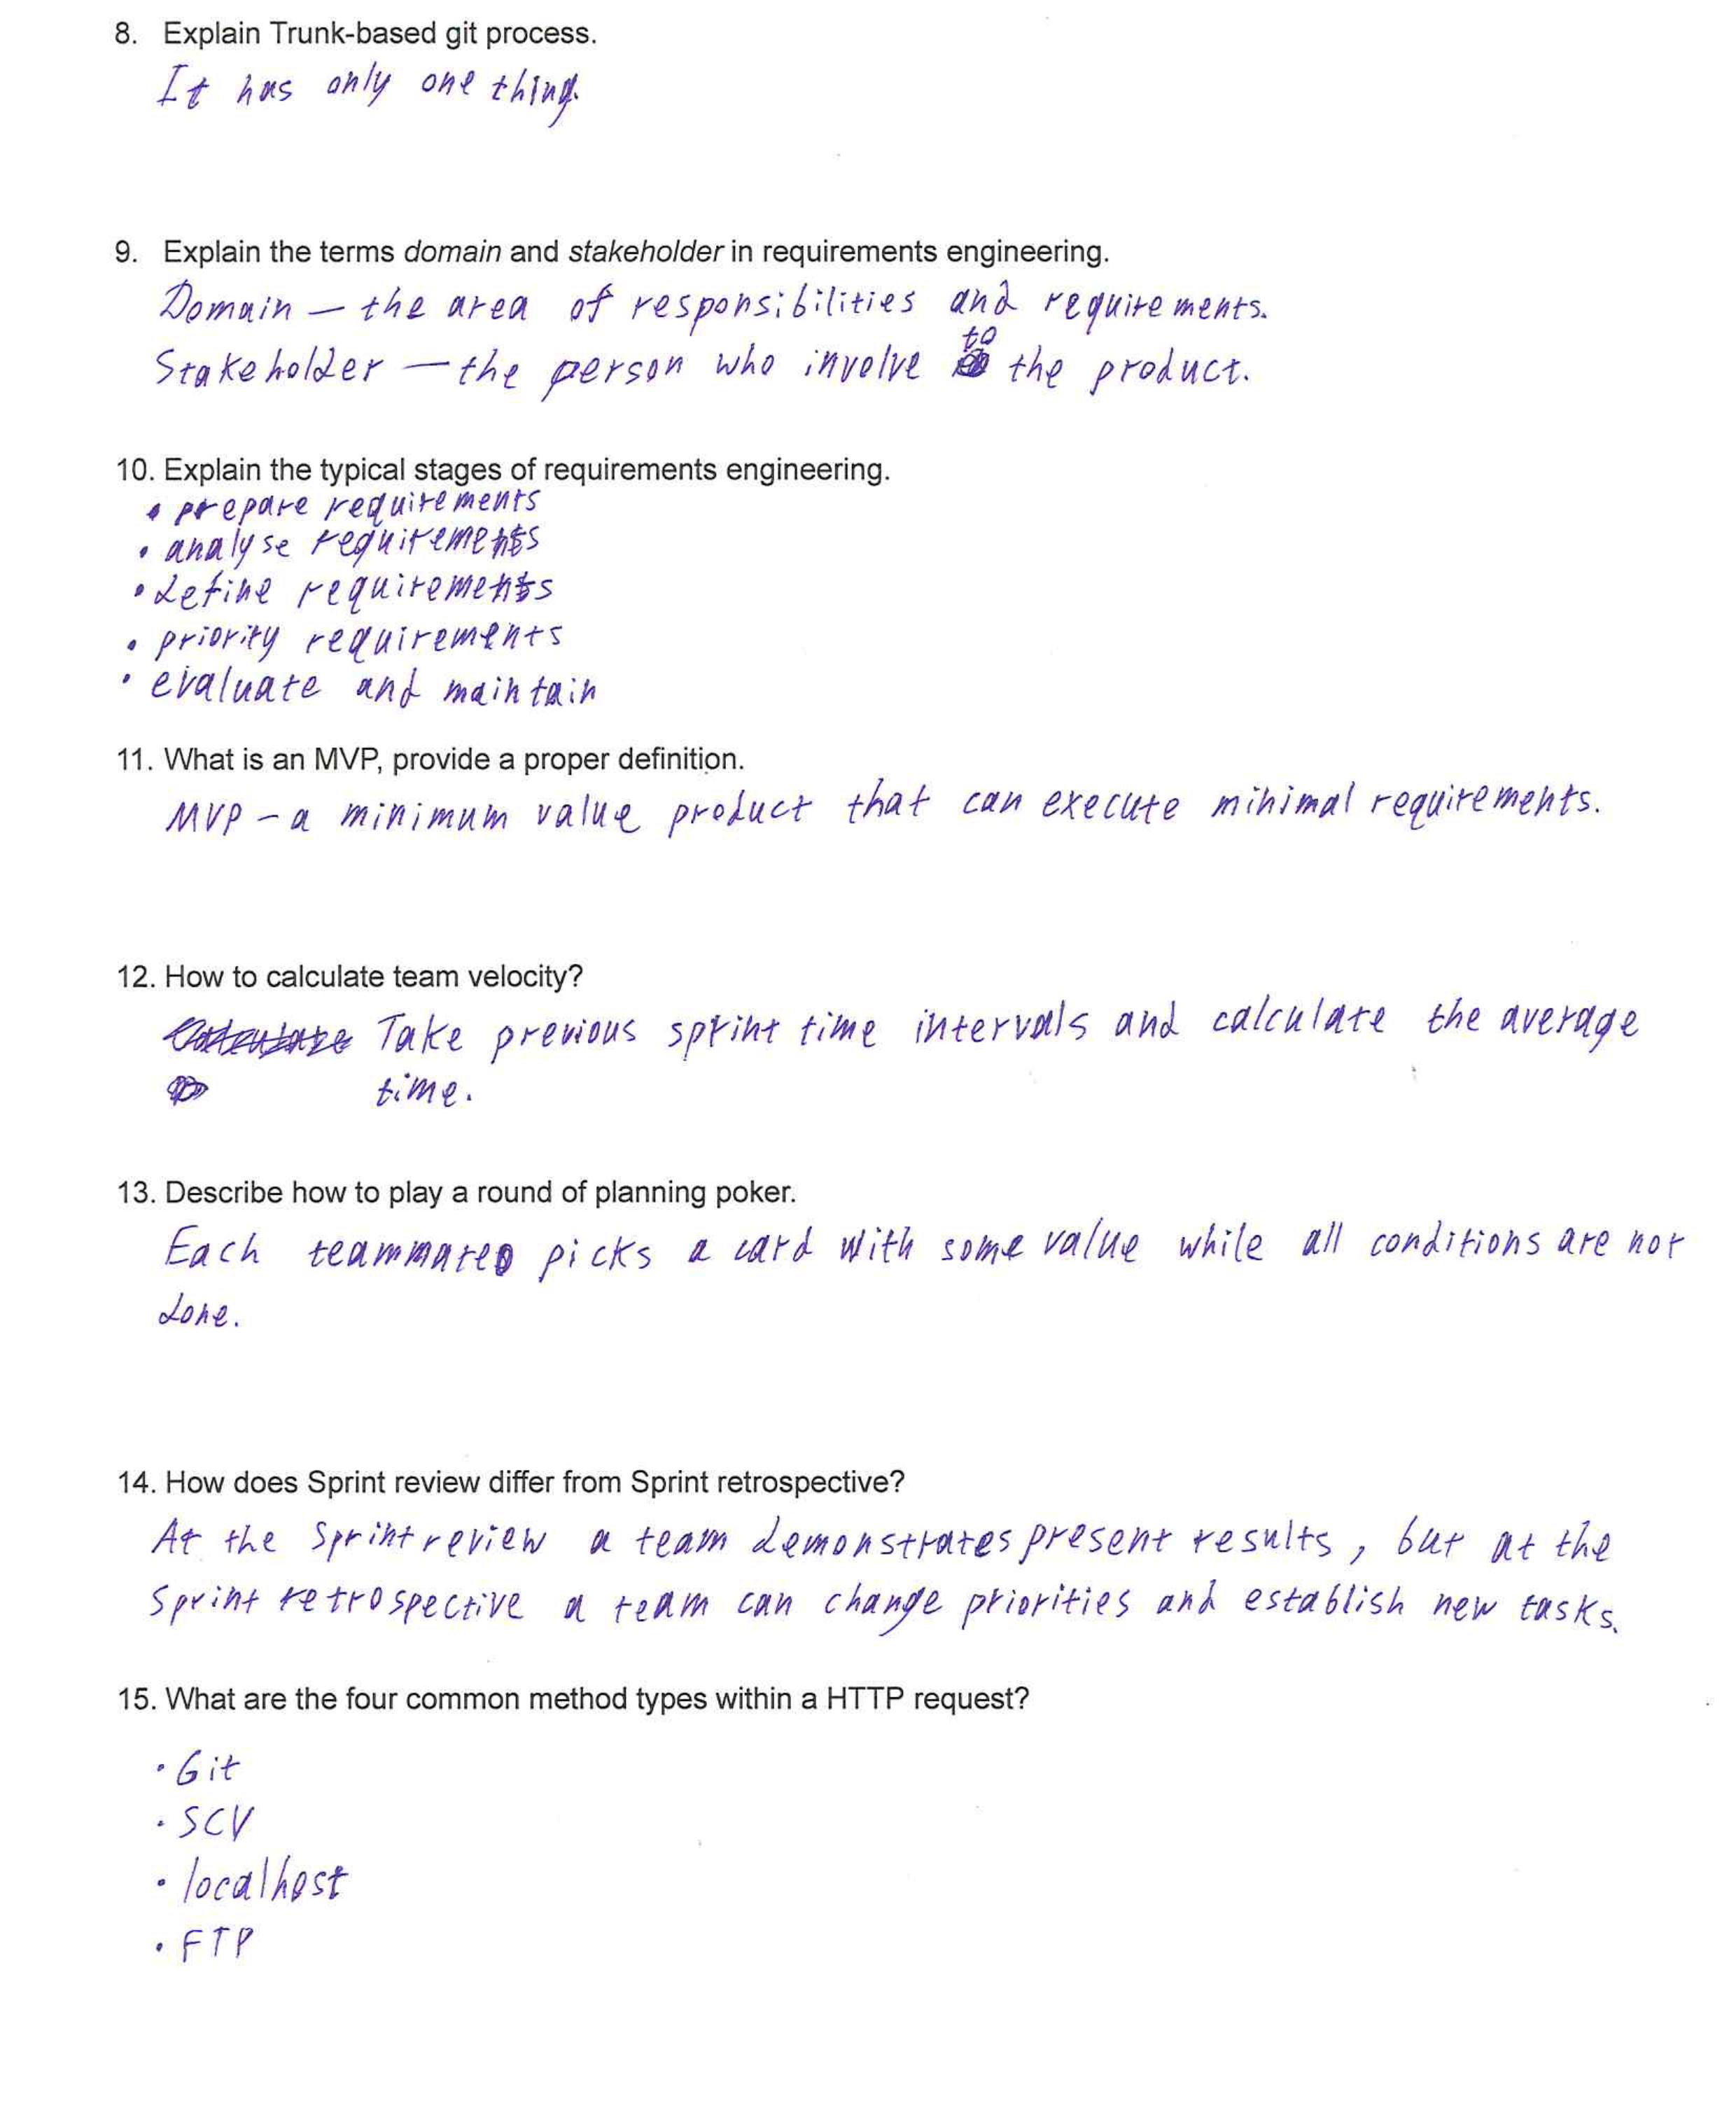 8. Explain Trunk-based git process.
It has only one thing.
9. Explain the terms domain and stakeholder in requirements engineering.
Domain – the area of responsibilities and requirements.
Stakeholder – the person who involve to the product.
10. Explain the typical stages of requirements engineering.
• prepare requirements
• analyse requirements
• define requirements
• priority requirements
• evaluate and maintain
11. What is an MVP, provide a proper definition.
MVP – a minimum value product that can execute minimal requirements.
12. How to calculate team velocity?
Calculate Take previous sprint time intervals and calculate the average
time.
13. Describe how to play a round of planning poker.
Each teammate picks a card with some value while all conditions are not
done.
14. How does Sprint review differ from Sprint retrospective?
At the Sprint review a team demonstrates present results, but at the
Sprint retrospective a team can change priorities and establish new tasks.
15. What are the four common method types within a HTTP request?
• Git
• SCV
• localhost
• FTP